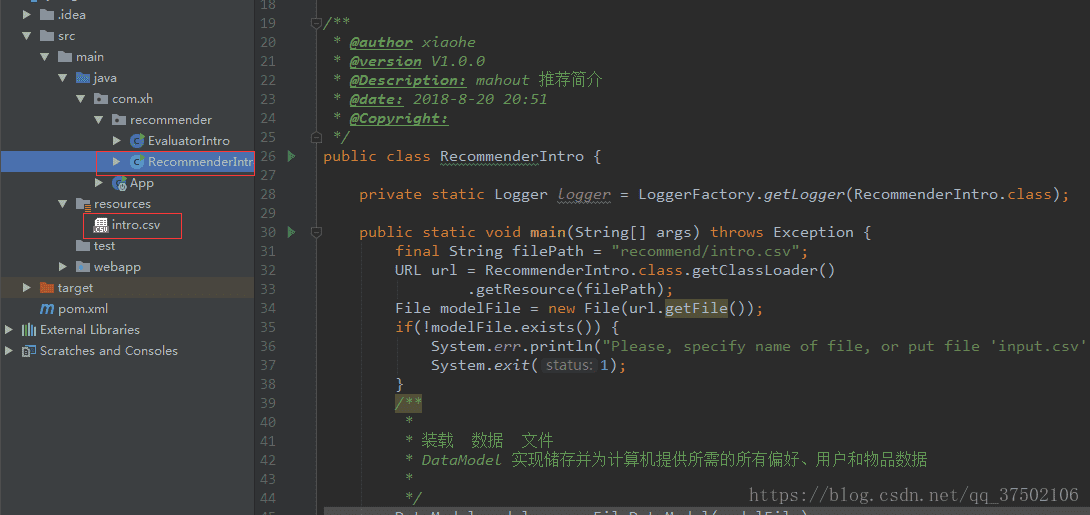 .idea
src
main
java
com.xh
recommender
EvaluatorIntro
RecommenderIntr
App
resources
intro.csv
test
webapp
target
pom.xml
External Libraries
Scratches and Consoles
18
19 /**
20 * @author xiaohe
21 * @version V1.0.0
22 * @Description: mahout 推荐简介
23 * @date: 2018-8-20 20:51
24 * @Copyright:
25 */
26 public class RecommenderIntro {
27
28 private static Logger logger = LoggerFactory.getLogger(RecommenderIntro.class);
29
30 public static void main(String[] args) throws Exception {
31 final String filePath = "recommend/intro.csv";
32 URL url = RecommenderIntro.class.getClassLoader()
33 .getResource(filePath);
34 File modelFile = new File(url.getFile());
35 if(!modelFile.exists()) {
36 System.err.println("Please, specify name of file, or put file 'input.csv'
37 System.exit( status: 1);
38 }
39 /**
40 *
41 * 装载 数据 文件
42 * DataModel 实现储存并为计算机提供所需的所有偏好、用户和物品数据
43 *
44 */
https://blog.csdn.net/qq_37502106